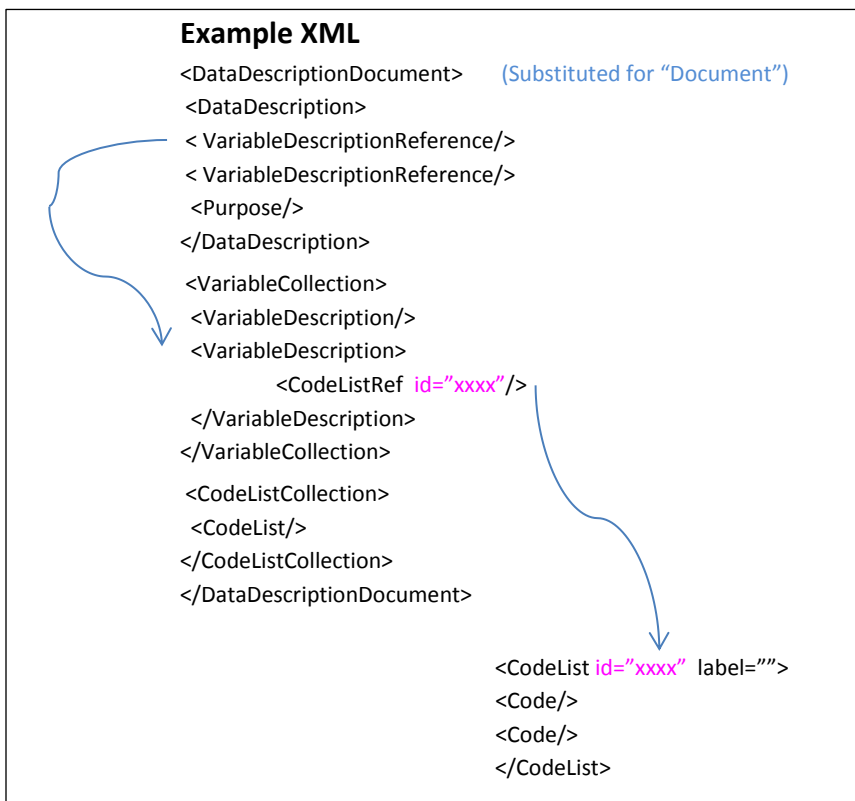 Example XML
<DataDescriptionDocument> (Substituted for “Document”)
<DataDescription>
< VariableDescriptionReference/>
< VariableDescriptionReference/>
<Purpose/>
</DataDescription>
<VariableCollection>
<VariableDescription/>
<VariableDescription>
<CodeListRef id=”xxxx”/>
</VariableDescription>
</VariableCollection>
<CodeListCollection>
<CodeList/>
</CodeListCollection>
</DataDescriptionDocument>
<CodeList id=”xxxx” label=””>
<Code/>
<Code/>
</CodeList>